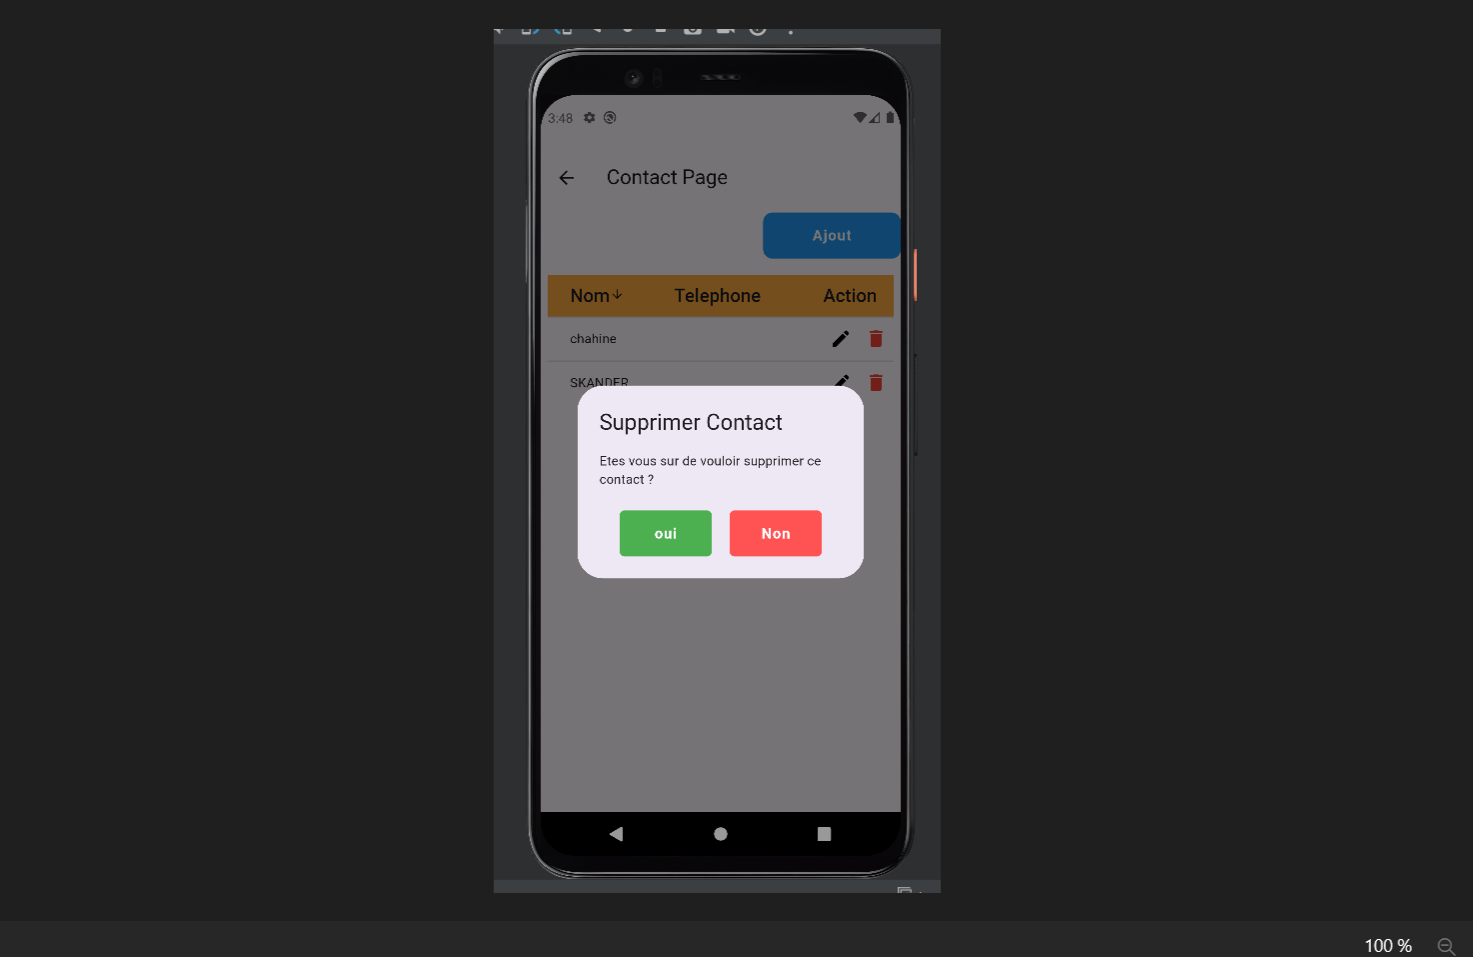 3:48
Contact Page
Ajout
Nom Telephone Action
chahine
SKANDER
Supprimer Contact
Etes vous sur de vouloir supprimer ce
contact ?
oui Non
100 %